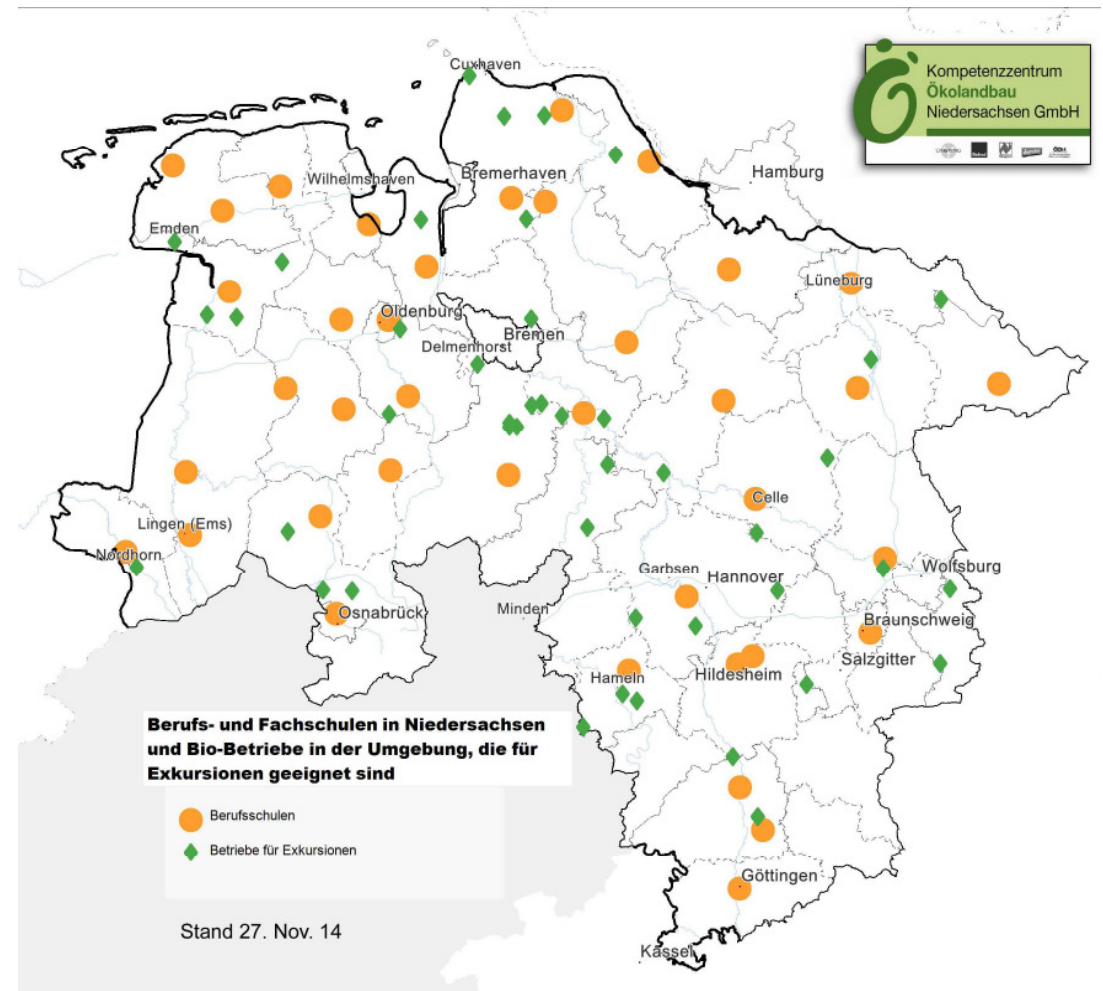 Cuxhaven
Kompetenzzentrum
Ökolandbau
Niedersachsen GmbH
Hamburg
Wilhelmshaven
Bremerhaven
Emden
Lüneburg
Oldenburg
Bremen
Delmenhorst
Celle
Lingen (Ems)
Nordhorn
Garbsen
Hannover
Wolfsburg
Minden
Osnabrück
Braunschweig
Salzgitter
Hameln
Hildesheim
Berufs- und Fachschulen in Niedersachsen
und Bio-Betriebe in der Umgebung, die für
Exkursionen geeignet sind
Berufsschulen
Betriebe für Exkursionen
Göttingen
Stand 27. Nov. 14
Kassel